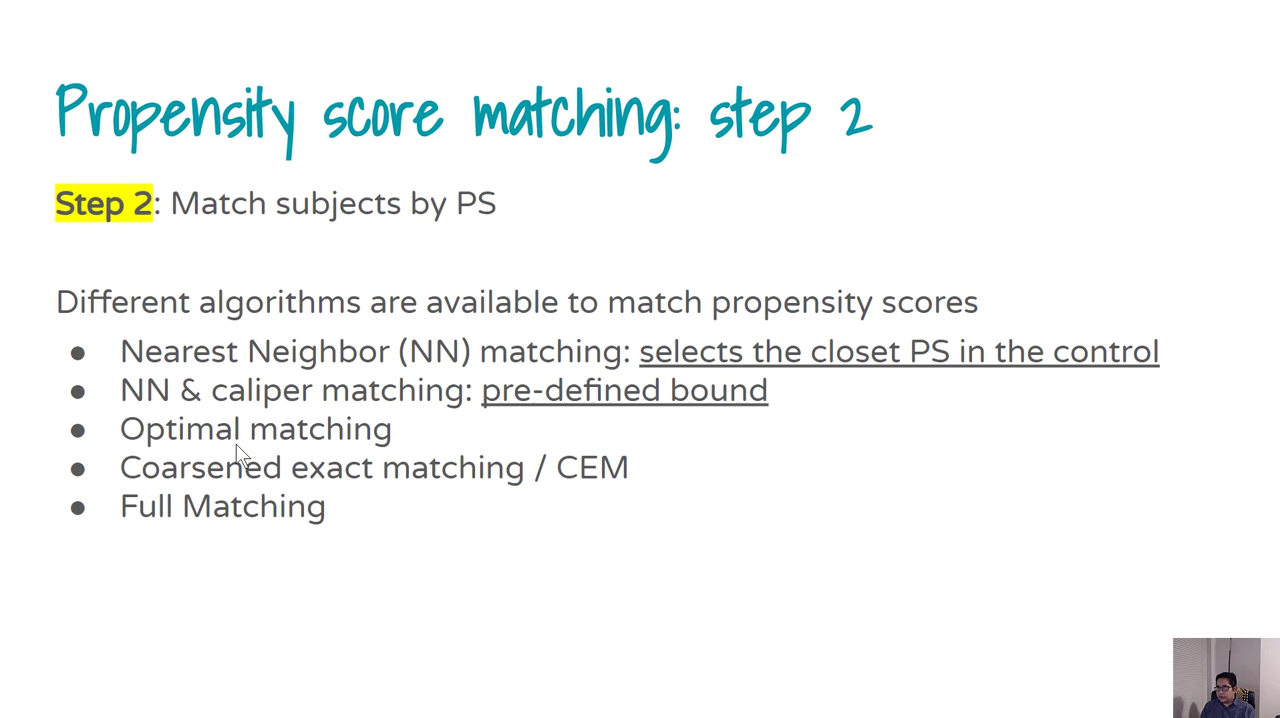 Propensity score matching: step 2
Step 2: Match subjects by PS
Different algorithms are available to match propensity scores
● Nearest Neighbor (NN) matching: selects the closet PS in the control
● NN & caliper matching: pre-defined bound
● Optimal matching
● Coarsened exact matching / CEM
● Full Matching